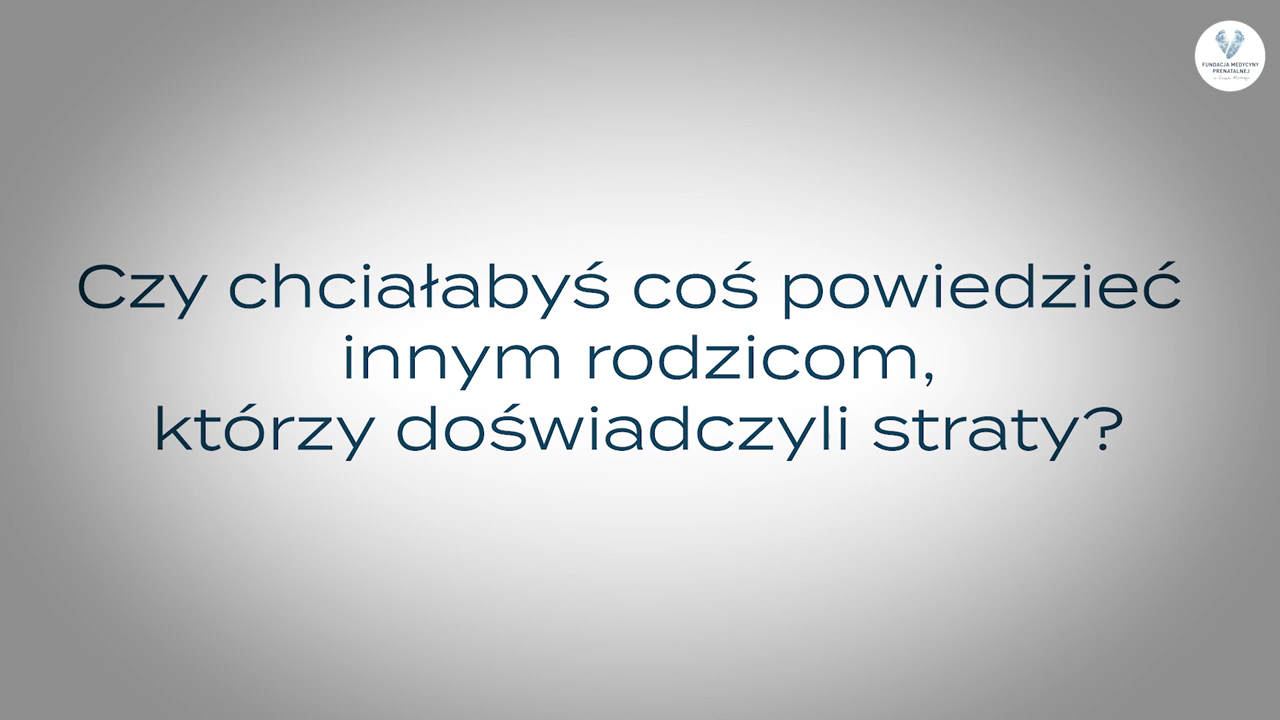 FUNDACJA MEDYCYNY
PRENATALNEJ
Czy chciałabyś coś powiedzieć
innym rodzicom,
którzy doświadczyli straty?